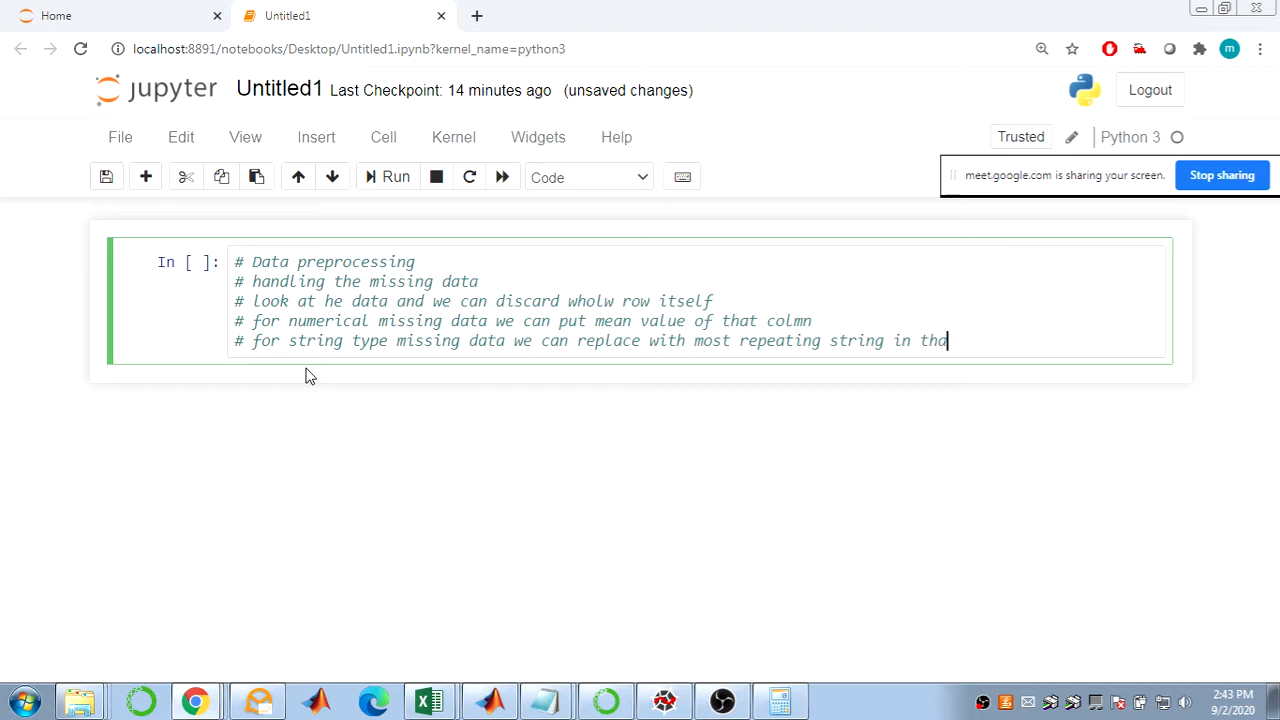 Home
Untitled1
localhost:8891/notebooks/Desktop/Untitled1.ipynb?kernel_name=python3
m
jupyter Untitled1 Last Checkpoint: 14 minutes ago (unsaved changes)
Logout
File Edit View Insert Cell Kernel Widgets Help
Trusted Python 3
Run Code
meet.google.com is sharing your screen. Stop sharing
In [ ]: # Data preprocessing
# handling the missing data
# look at he data and we can discard wholw row itself
# for numerical missing data we can put mean value of that colmn
# for string type missing data we can replace with most repeating string in tha
2:43 PM
9/2/2020